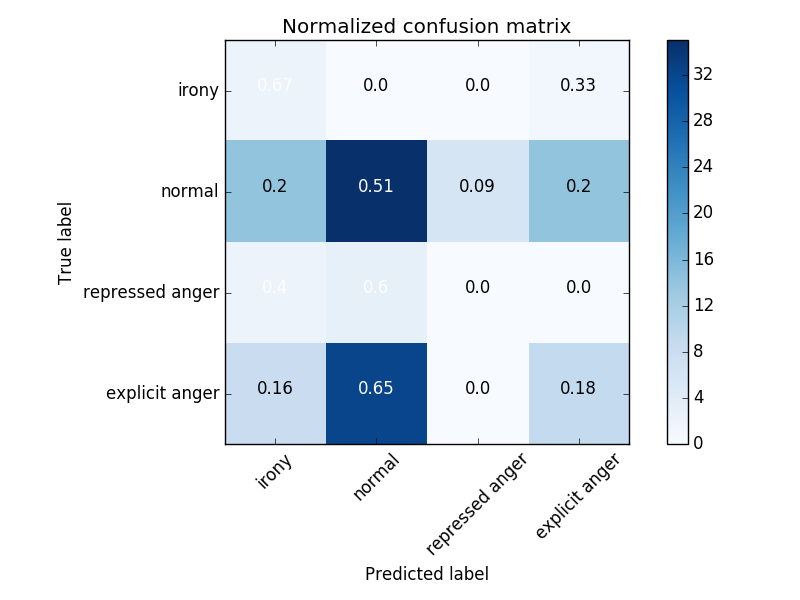 Normalized confusion matrix
irony 0.67 0.0 0.0 0.33
normal 0.2 0.51 0.09 0.2
repressed anger 0.4 0.6 0.0 0.0
explicit anger 0.16 0.65 0.0 0.18
True label
irony normal repressed anger explicit anger
Predicted label
32
28
24
20
16
12
8
4
0